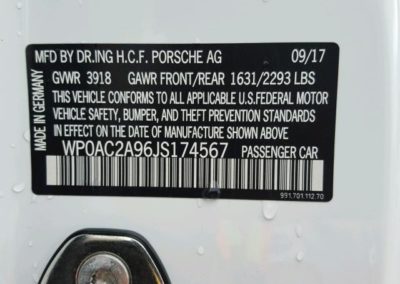 MFD BY DR.ING H.C.F. PORSCHE AG 09/17
GVWR 3918 GAWR FRONT/REAR 1631/2293 LBS
THIS VEHICLE CONFORMS TO ALL APPLICABLE U.S.FEDERAL MOTOR
VEHICLE SAFETY, BUMPER, AND THEFT PREVENTION STANDARDS
IN EFFECT ON THE DATE OF MANUFACTURE SHOWN ABOVE
WP0AC2A96JS174567 PASSENGER CAR
MADE IN GERMANY
991.701.112.70